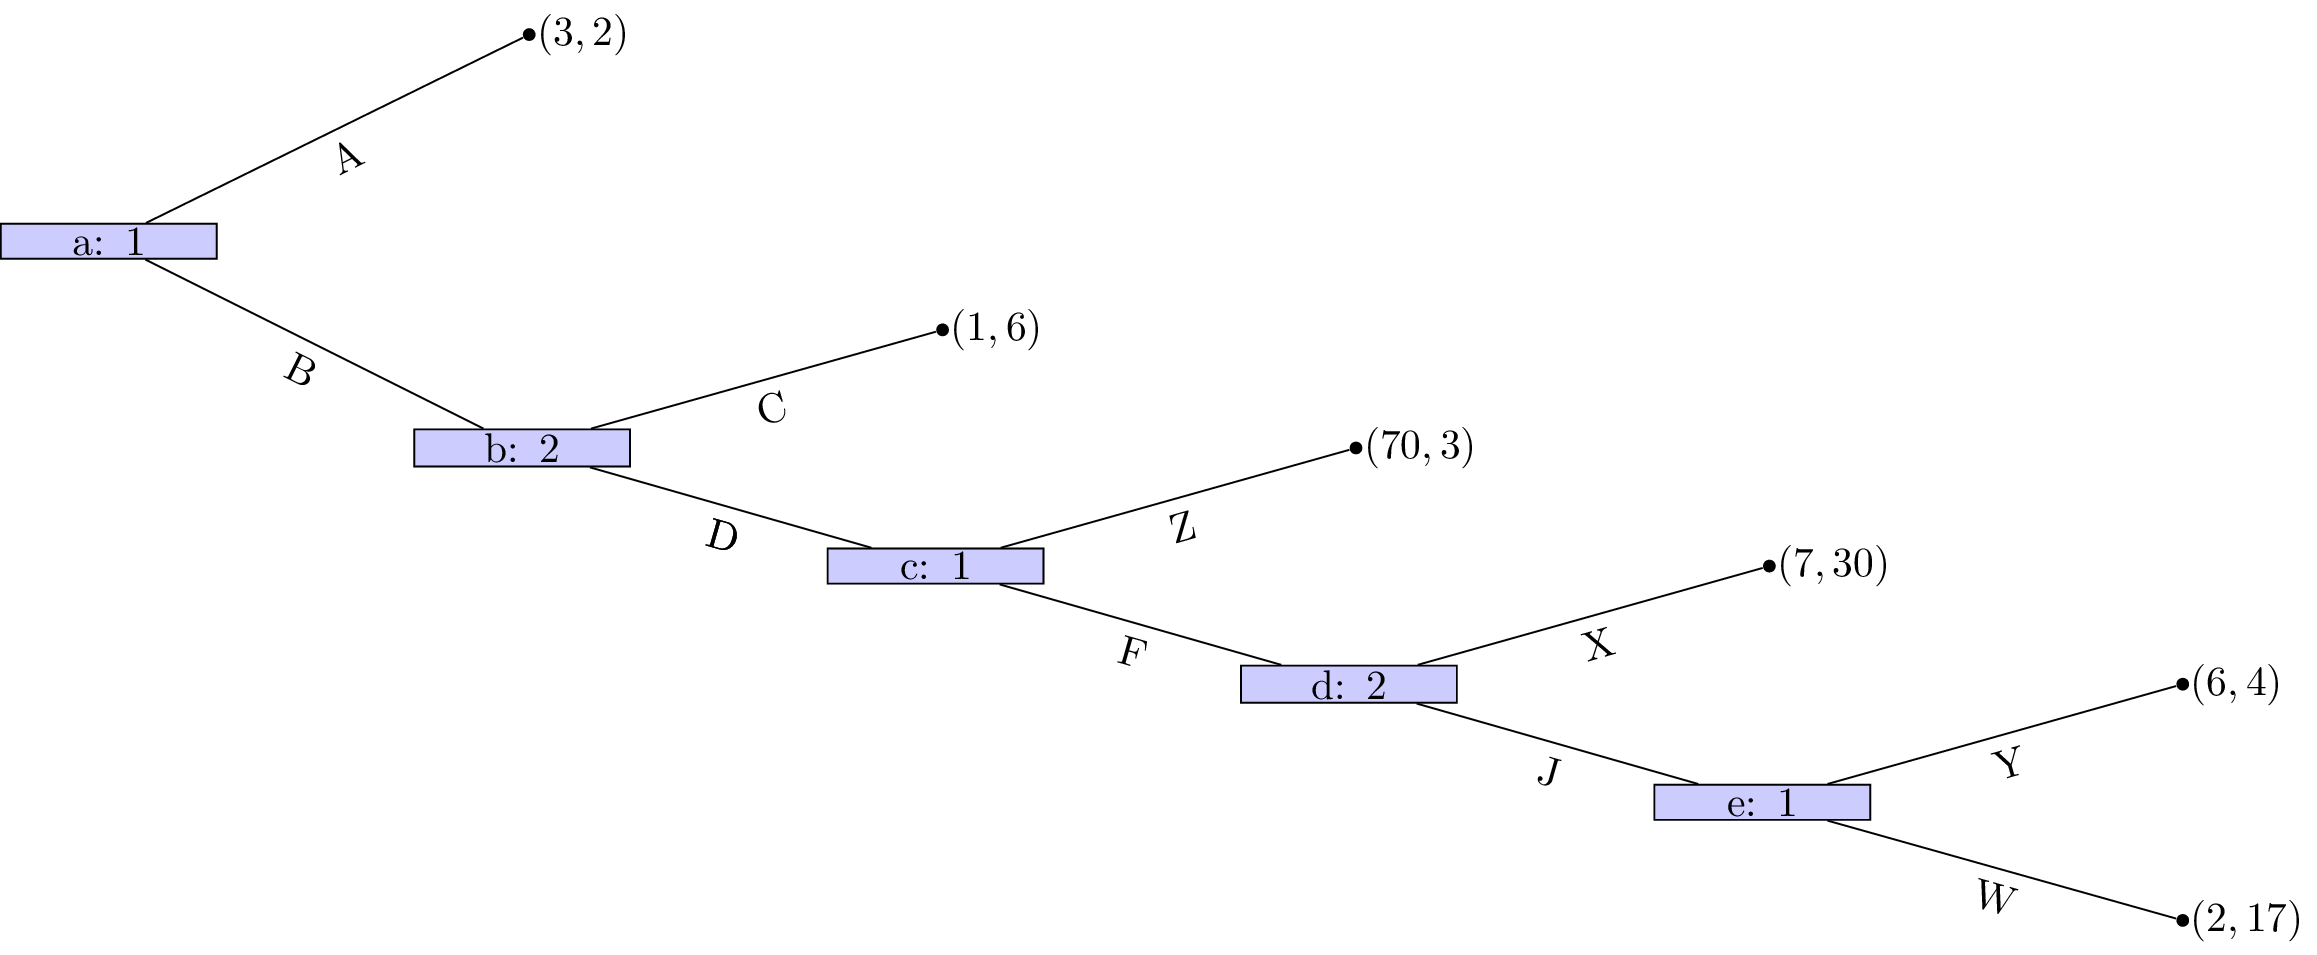 (3, 2)
A
a: 1
B
(1, 6)
C
b: 2
D
(70, 3)
Z
c: 1
F
(7, 30)
X
d: 2
J
(6, 4)
Y
e: 1
W
(2, 17)